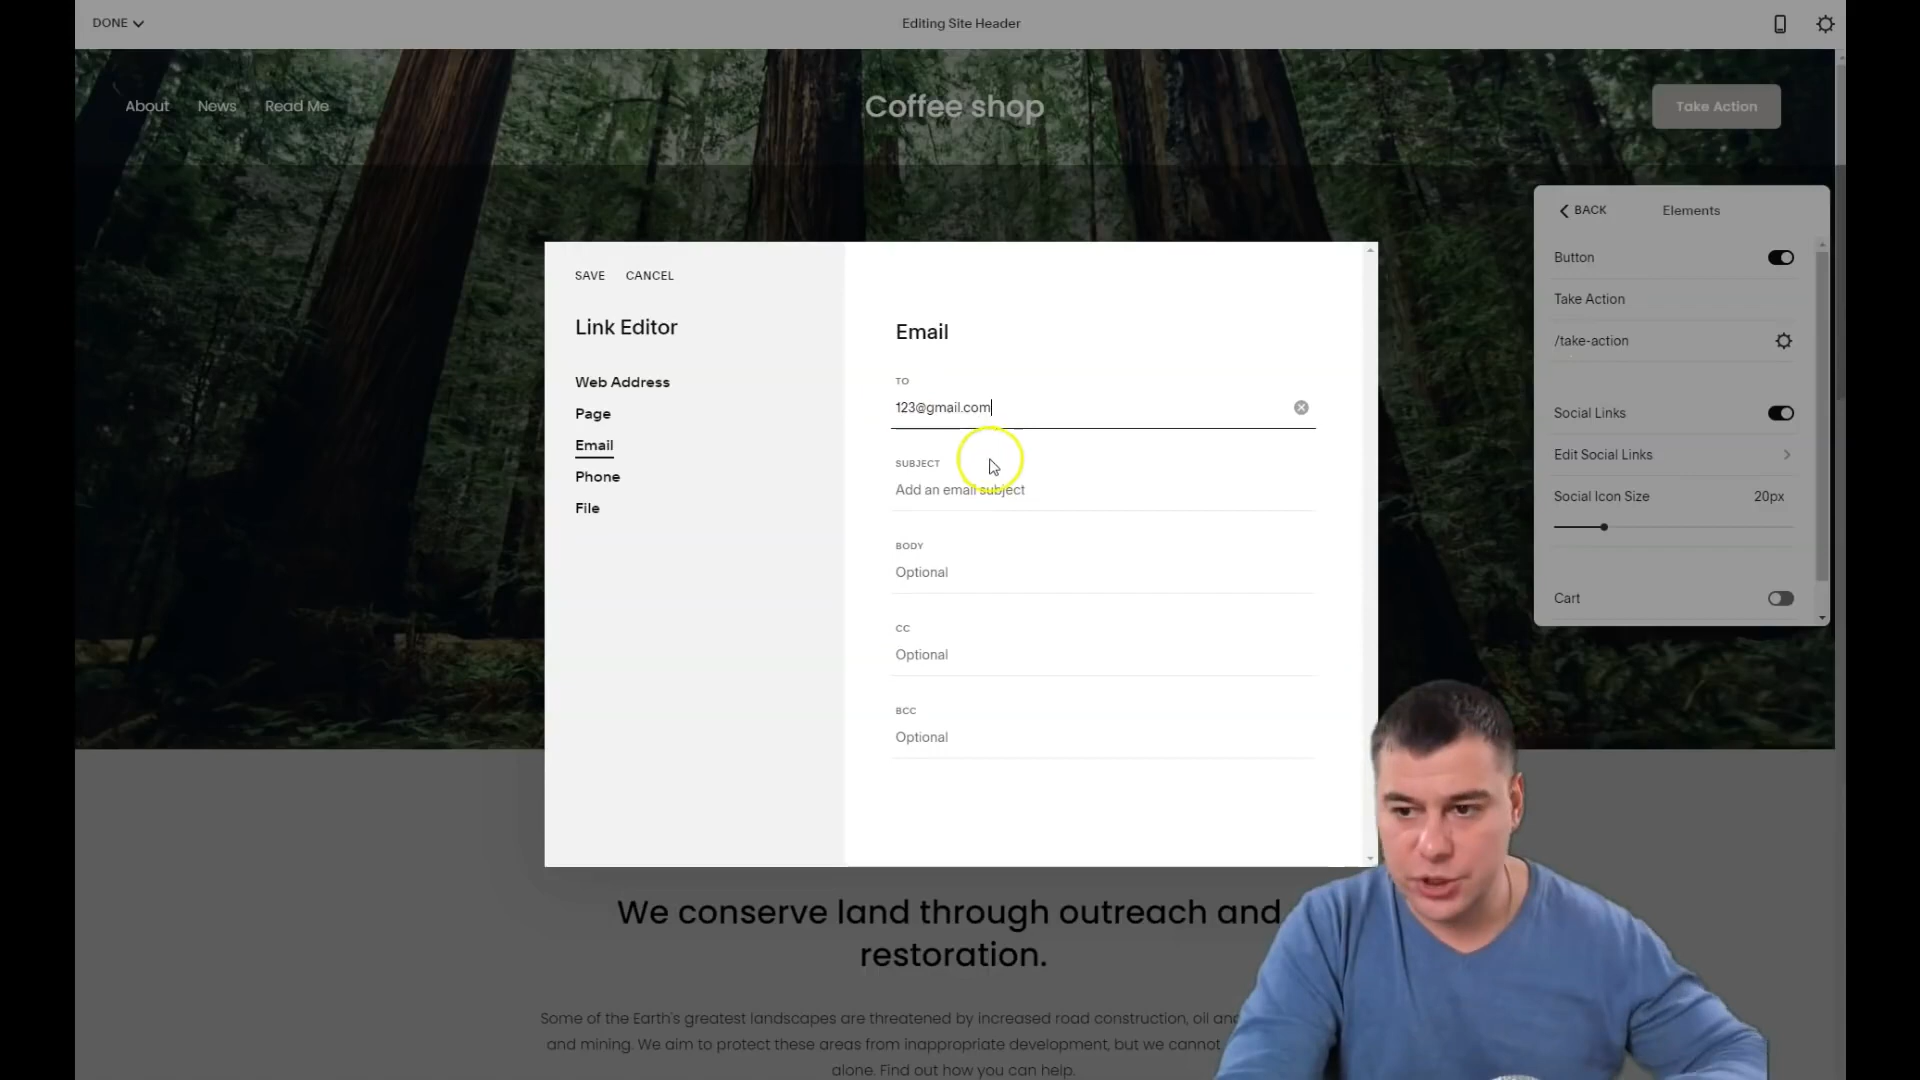 DONE
Editing Site Header
About News Read Me
Coffee shop
Take Action
BACK
Elements
Button
Take Action
/take-action
Social Links
Edit Social Links
Social Icon Size 20px
Cart
SAVE CANCEL
Link Editor
Web Address
Page
Email
Phone
File
Email
TO
123@gmail.com
SUBJECT
Add an email subject
BODY
Optional
CC
Optional
BCC
Optional
We conserve land through outreach and
restoration.
Some of the Earth's greatest landscapes are threatened by increased road construction, oil and
and mining. We aim to protect these areas from inappropriate development, but we cannot
alone. Find out how you can help.